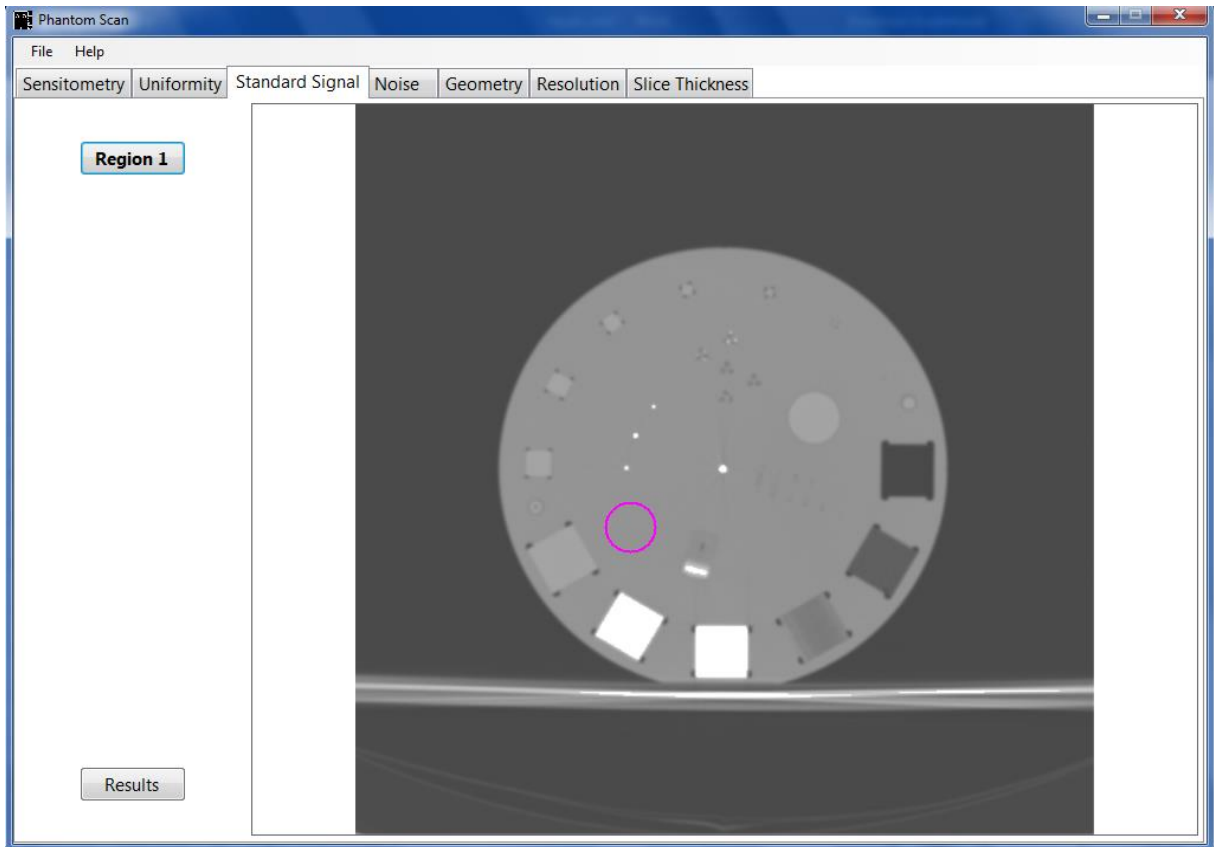 Phantom Scan
File Help
Sensitometry Uniformity Standard Signal Noise Geometry Resolution Slice Thickness
Region 1
Results